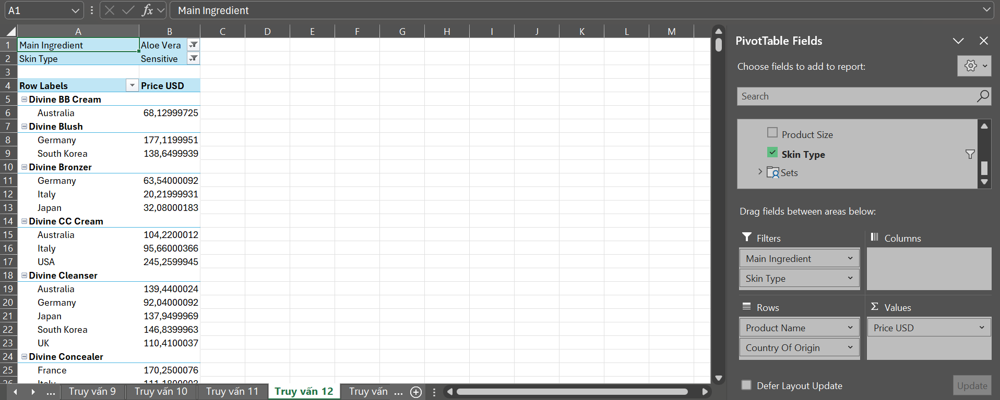 A1
fx
Main Ingredient
A B C D E F G H I J K L M
1 Main Ingredient Aloe Vera
2 Skin Type Sensitive
3
4 Row Labels Price USD
5 Divine BB Cream
6 Australia 68,12999725
7 Divine Blush
8 Germany 177,1199951
9 South Korea 138,6499939
10 Divine Bronzer
11 Germany 63,54000092
12 Italy 20,21999931
13 Japan 32,08000183
14 Divine CC Cream
15 Australia 104,2200012
16 Italy 95,66000366
17 USA 245,2599945
18 Divine Cleanser
19 Australia 139,4400024
20 Germany 92,04000092
21 Japan 137,9499969
22 South Korea 146,8399963
23 UK 110,4100037
24 Divine Concealer
25 France 170,2500076
... Truy vấn 9 Truy vấn 10 Truy vấn 11 Truy vấn 12 Truy vấn ...
PivotTable Fields
Choose fields to add to report:
Search
Product Size
Skin Type
Sets
Drag fields between areas below:
Filters
Main Ingredient
Skin Type
Columns
Rows
Product Name
Country Of Origin
Σ Values
Price USD
Defer Layout Update
Update